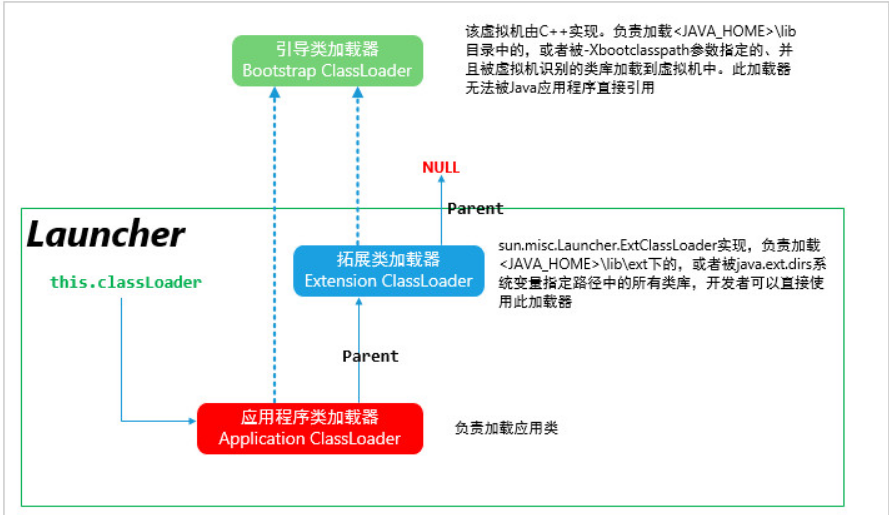 引导类加载器
Bootstrap ClassLoader
该虚拟机由C++实现。负责加载<JAVA_HOME>\lib
目录中的，或者被-Xbootclasspath参数指定的、并
且被虚拟机识别的类库加载到虚拟机中。此加载器
无法被Java应用程序直接引用
NULL
Parent
Launcher
this.classLoader
拓展类加载器
Extension ClassLoader
sun.misc.Launcher.ExtClassLoader实现，负责加载
<JAVA_HOME>\lib\ext下的，或者被java.ext.dirs系
统变量指定路径中的所有类库，开发者可以直接使
用此加载器
Parent
应用程序类加载器
Application ClassLoader
负责加载应用类